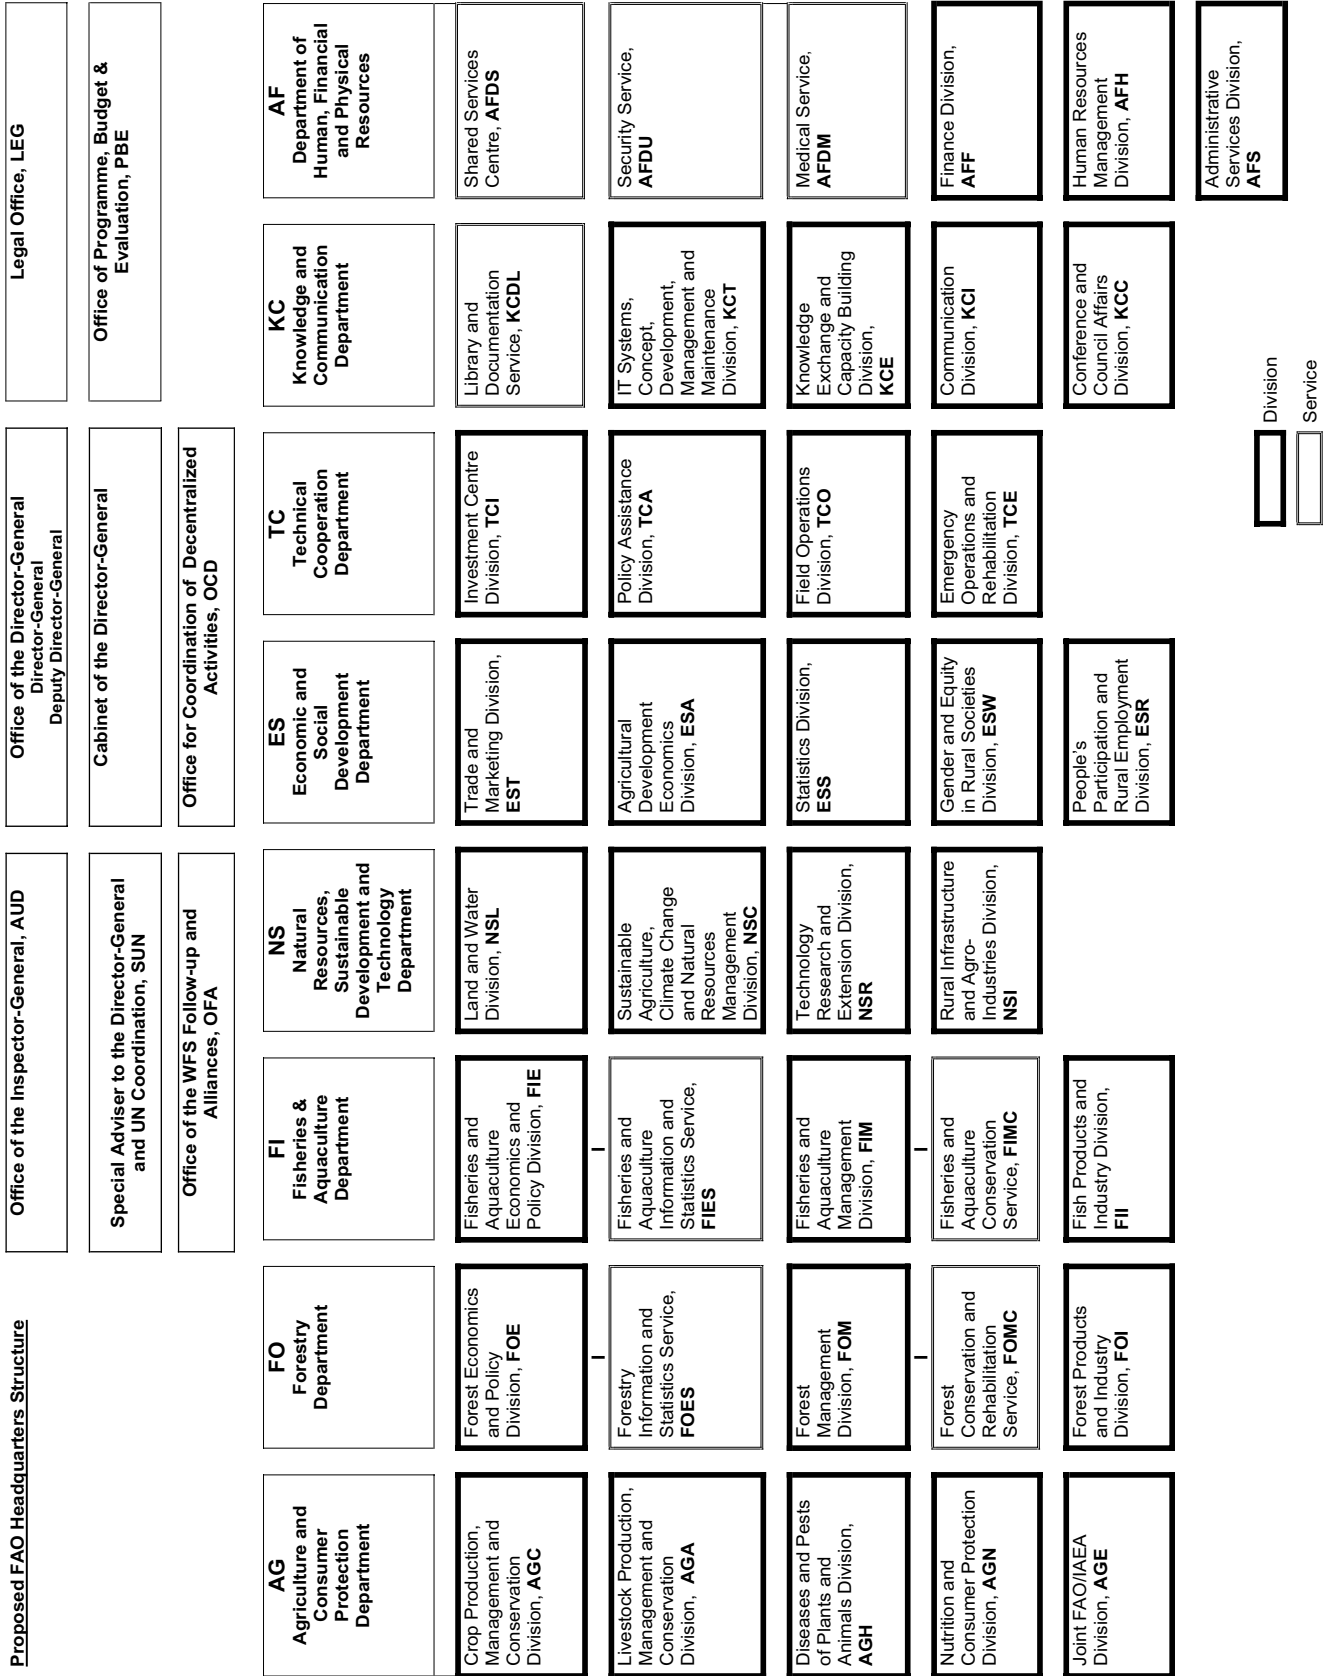 Proposed FAO Headquarters Structure
Office of the Inspector-General, AUD
Office of the Director-General
Director-General
Deputy Director-General
Legal Office, LEG
Special Adviser to the Director-General
and UN Coordination, SUN
Cabinet of the Director-General
Office of Programme, Budget &
Evaluation, PBE
Office of the WFS Follow-up and
Alliances, OFA
Office for Coordination of Decentralized
Activities, OCD
AG
Agriculture and
Consumer
Protection
Department
FO
Forestry
Department
FI
Fisheries &
Aquaculture
Department
NS
Natural
Resources,
Sustainable
Development and
Technology
Department
ES
Economic and
Social
Development
Department
TC
Technical
Cooperation
Department
KC
Knowledge and
Communication
Department
AF
Department of
Human, Financial
and Physical
Resources
Crop Production,
Management and
Conservation
Division, AGC
Forest Economics
and Policy
Division, FOE
Fisheries and
Aquaculture
Economics and
Policy Division, FIE
Land and Water
Division, NSL
Trade and
Marketing Division,
EST
Investment Centre
Division, TCI
Library and
Documentation
Service, KCDL
Shared Services
Centre, AFDS
Livestock Production,
Management and
Conservation
Division, AGA
Forestry
Information and
Statistics Service,
FOES
Fisheries and
Aquaculture
Information and
Statistics Service,
FIES
Sustainable
Agriculture,
Climate Change
and Natural
Resources
Management
Division, NSC
Agricultural
Development
Economics
Division, ESA
Policy Assistance
Division, TCA
IT Systems,
Concept,
Development,
Management and
Maintenance
Division, KCT
Security Service,
AFDU
Diseases and Pests
of Plants and
Animals Division,
AGH
Forest
Management
Division, FOM
Fisheries and
Aquaculture
Management
Division, FIM
Technology
Research and
Extension Division,
NSR
Statistics Division,
ESS
Field Operations
Division, TCO
Knowledge
Exchange and
Capacity Building
Division,
KCE
Medical Service,
AFDM
Nutrition and
Consumer Protection
Division, AGN
Forest
Conservation and
Rehabilitation
Service, FOMC
Fisheries and
Aquaculture
Conservation
Service, FIMC
Rural Infrastructure
and Agro-
Industries Division,
NSI
Gender and Equity
in Rural Societies
Division, ESW
Emergency
Operations and
Rehabilitation
Division, TCE
Communication
Division, KCI
Finance Division,
AFF
Joint FAO/IAEA
Division, AGE
Forest Products
and Industry
Division, FOI
Fish Products and
Industry Division,
FII
People's
Participation and
Rural Employment
Division, ESR
Conference and
Council Affairs
Division, KCC
Human Resources
Management
Division, AFH
Administrative
Services Division,
AFS
Division
Service